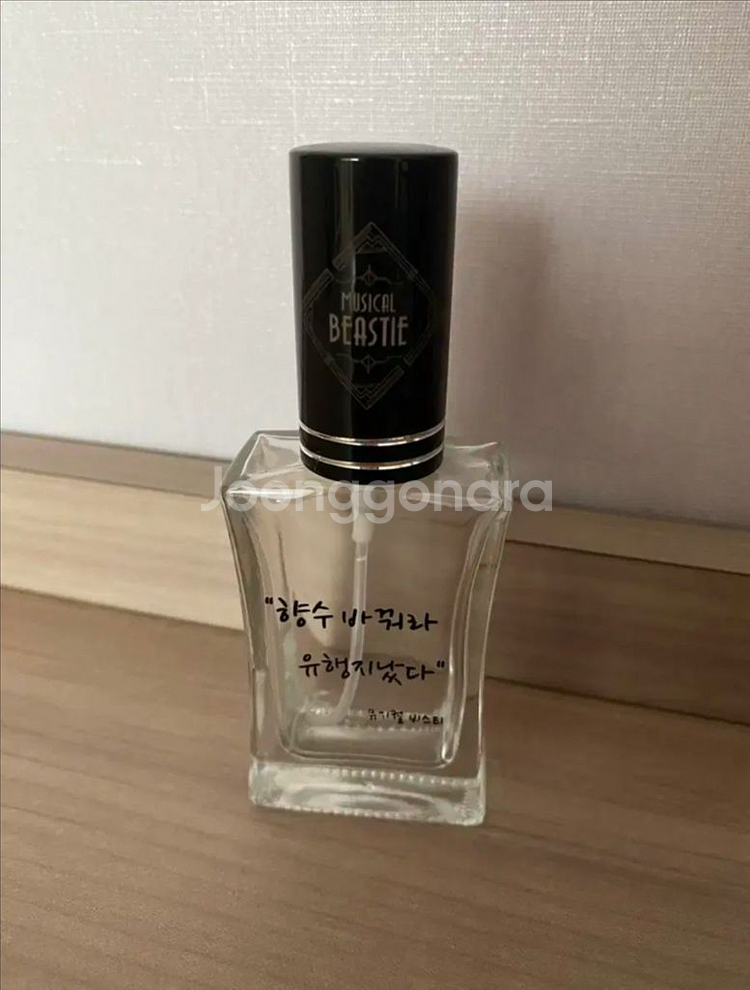 MUSICAL
BEASTIE
Joonggonara
"향수 바꿔라
유행지났다"
뮤지컬 비스티